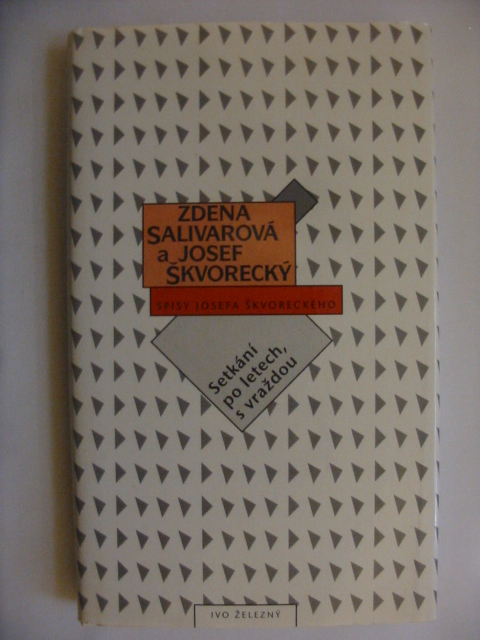 ZDENA
SALIVAROVÁ
a JOSEF
ŠKVORECKÝ
SPISY JOSEFA ŠKVORECKÉHO
Setkání
po letech,
s vraždou
IVO ŽELEZNÝ